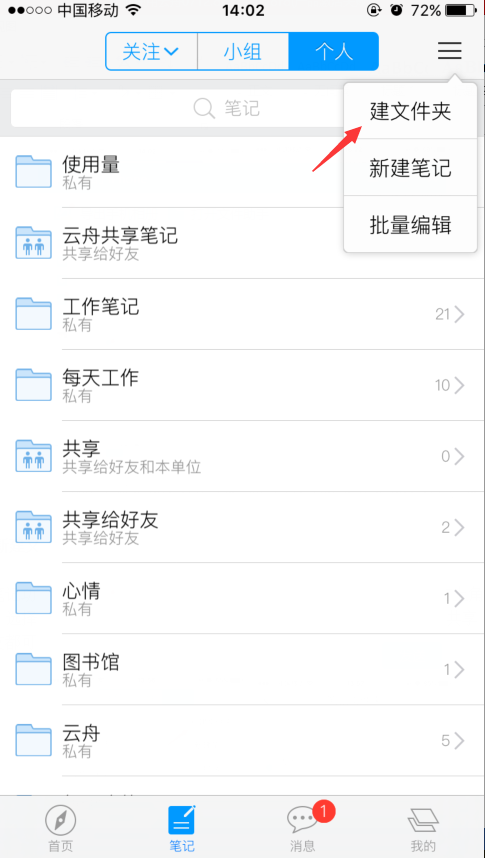 中国移动 14:02 72%
关注 小组 个人
笔记
建文件夹
新建笔记
批量编辑
使用量
私有
云舟共享笔记
共享给好友
工作笔记
私有
21
每天工作
私有
10
共享
共享给好友和本单位
0
共享给好友
共享给好友
2
心情
私有
1
图书馆
私有
1
云舟
私有
5
1
首页 笔记 消息 我的